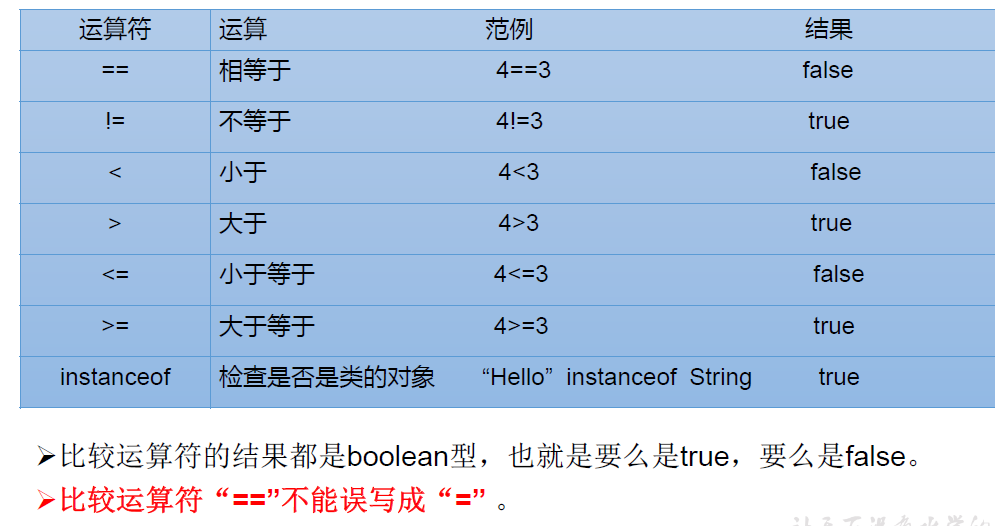 运算符 运算 范例 结果
== 相等于 4==3 false
!= 不等于 4!=3 true
< 小于 4<3 false
> 大于 4>3 true
<= 小于等于 4<=3 false
>= 大于等于 4>=3 true
instanceof 检查是否是类的对象 “Hello” instanceof String true
➢比较运算符的结果都是boolean型，也就是要么是true，要么是false。
➢比较运算符“==”不能误写成“=” 。